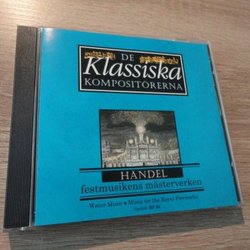 DE
Klassiska
KOMPOSITÖRERNA
HÄNDEL
festmusikens mästerverken
Water Music • Music for the Royal Fireworks